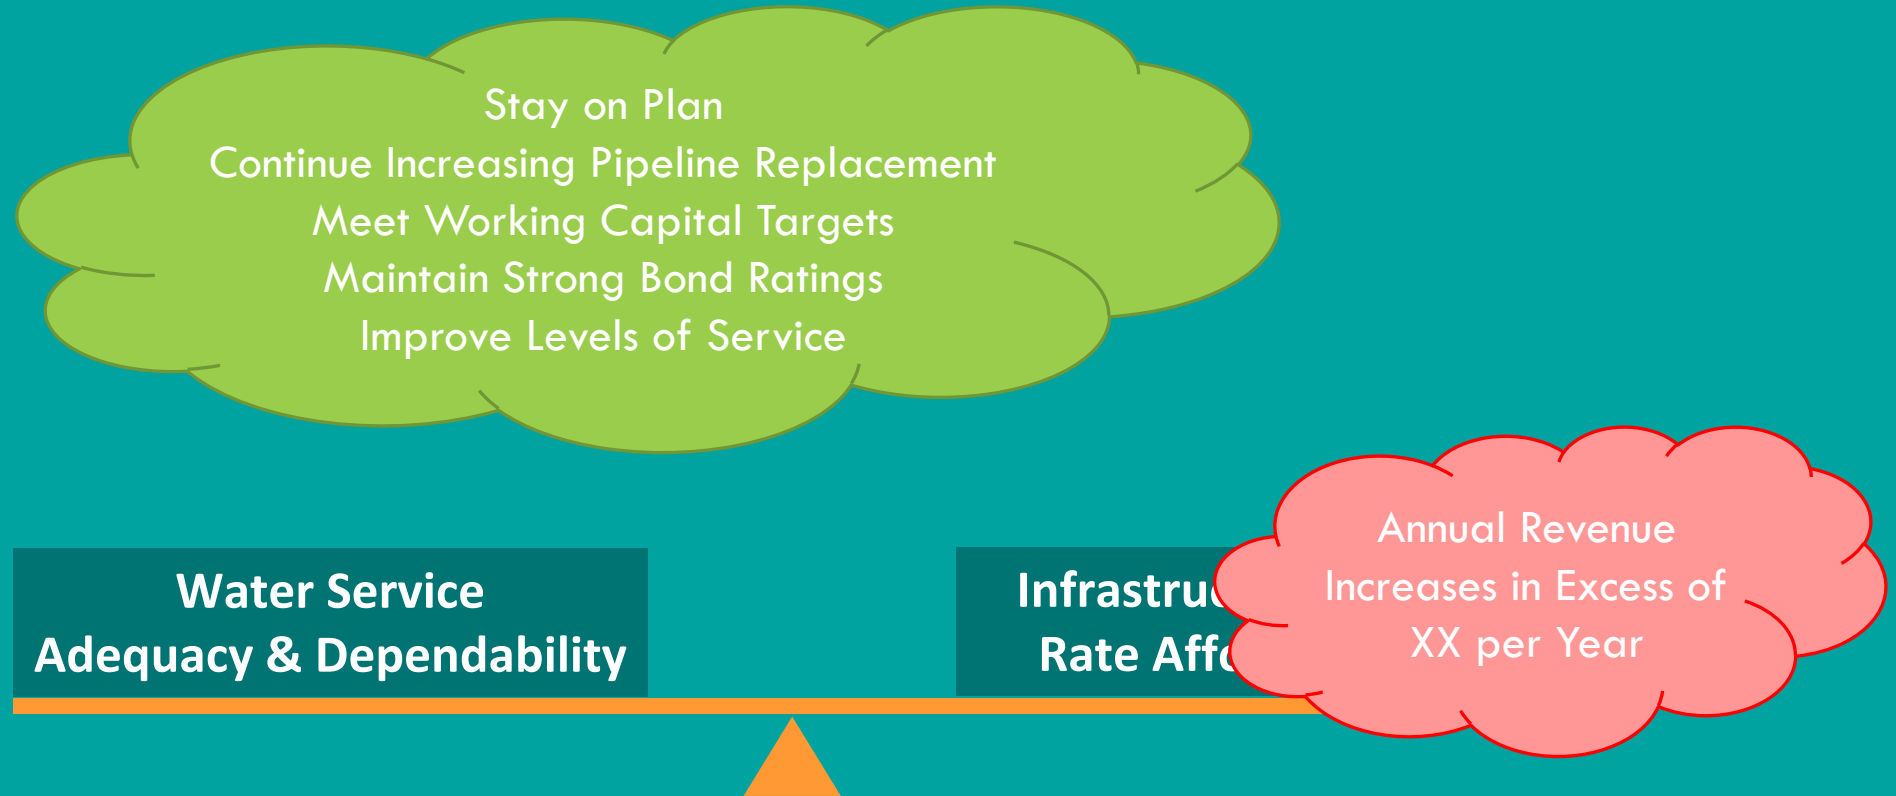 Stay on Plan
Continue Increasing Pipeline Replacement
Meet Working Capital Targets
Maintain Strong Bond Ratings
Improve Levels of Service
Water Service
Adequacy & Dependability
Rate
Annual Revenue
Increases in Excess of
XX per Year